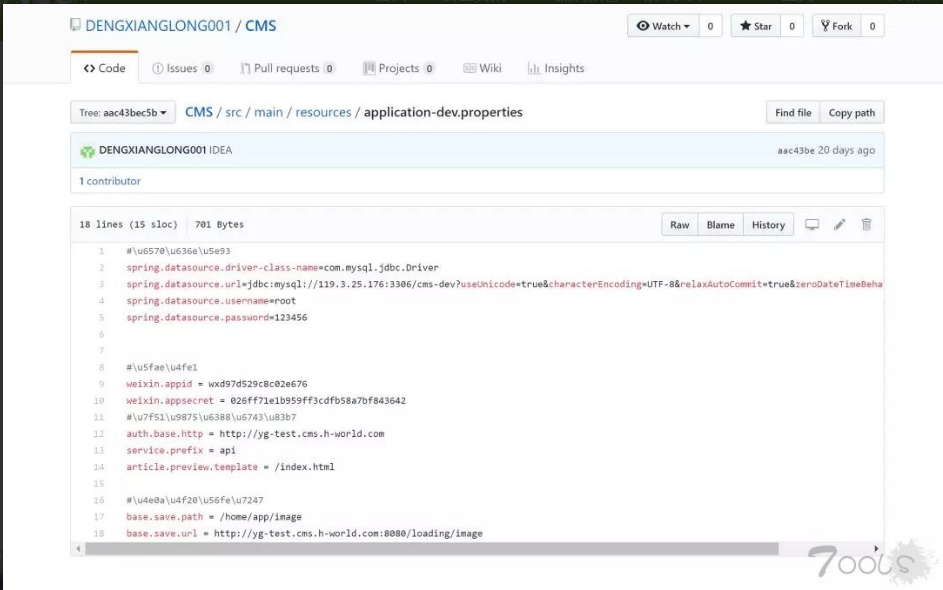 DENGXIANGLONG001 / CMS
Watch 0 Star 0 Fork 0
Code Issues 0 Pull requests 0 Projects 0 Wiki Insights
Tree: aac43bec5b CMS / src / main / resources / application-dev.properties Find file Copy path
DENGXIANGLONG001 IDEA aac43be 20 days ago
1 contributor
18 lines (15 sloc) 701 Bytes Raw Blame History
1 #\u6570\u636e\u5e93
2 spring.datasource.driver-class-name=com.mysql.jdbc.Driver
3 spring.datasource.url=jdbc:mysql://119.3.25.176:3306/cms-dev?useUnicode=true&characterEncoding=UTF-8&relaxAutoCommit=true&zeroDateTimeBeha
4 spring.datasource.username=root
5 spring.datasource.password=123456
6
7
8 #\u5fae\u4fe1
9 weixin.appid = wxd97d529c8c02e676
10 weixin.appsecret = 026ff71e1b959ff3cdfb58a7bf843642
11 #\u7f51\u9875\u6388\u6743\u83b7
12 auth.base.http = http://yg-test.cms.h-world.com
13 service.prefix = api
14 article.preview.template = /index.html
15
16 #\u4e0a\u4f20\u56fe\u7247
17 base.save.path = /home/app/image
18 base.save.url = http://yg-test.cms.h-world.com:8080/loading/image
7OOLS